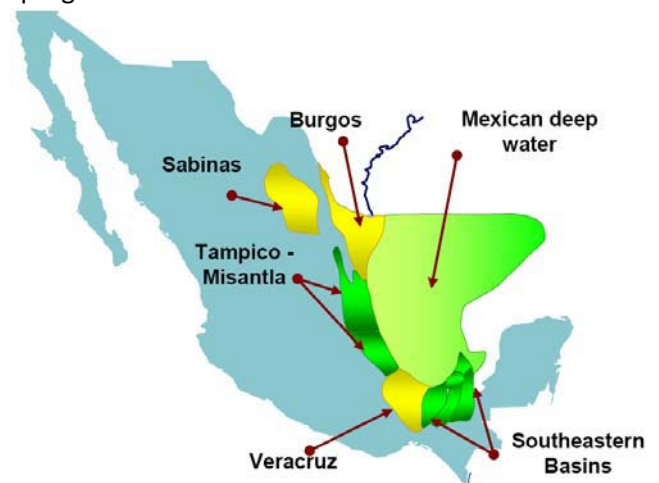 Burgos
Mexican deep
water
Sabinas
Tampico -
Misantla
Veracruz
Southeastern
Basins